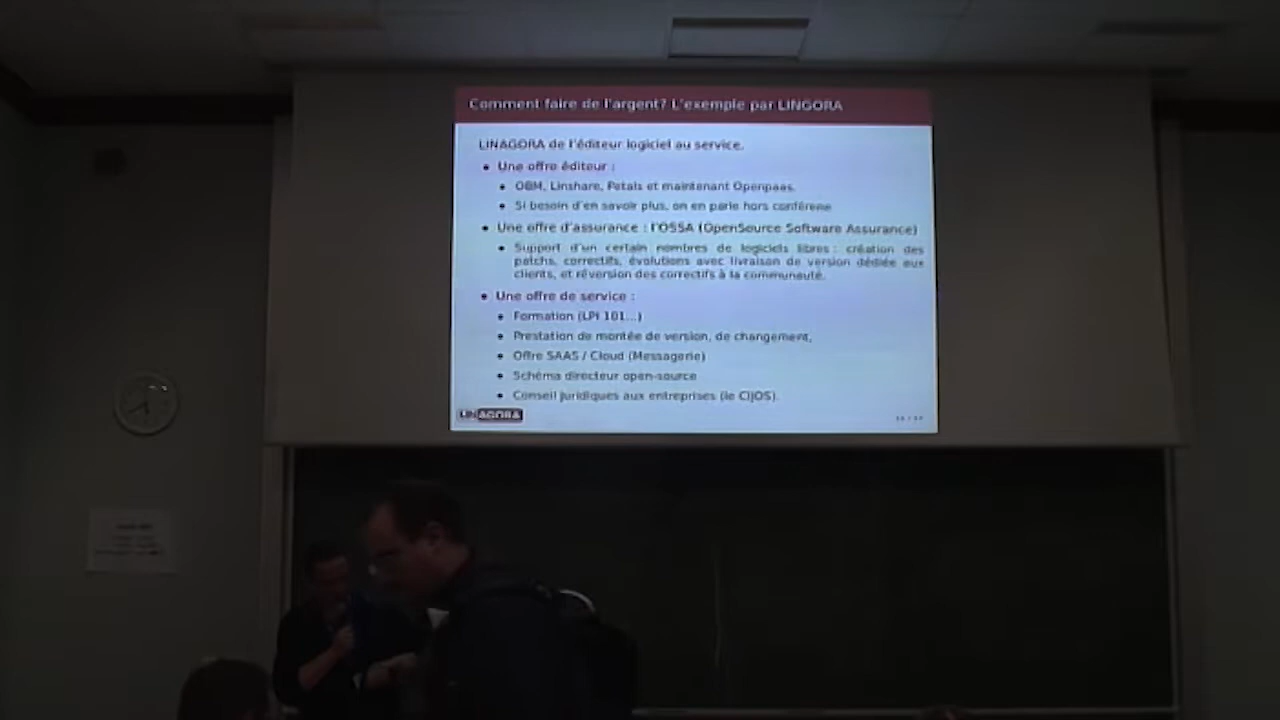 Comment faire de l'argent? L'exemple par LINGORA
LINAGORA de l'éditeur logiciel au service.
• Une offre éditeur :
• OBM, Linshare, Petals et maintenant Openpaas.
• Si besoin d'en savoir plus, on en parle hors conférene
• Une offre d'assurance : l'OSSA (OpenSource Software Assurance)
• Support d'un certain nombres de logiciels libres : création des
patchs, correctifs, évolutions avec livraison de version dédiée aux
clients, et réversion des correctifs à la communauté.
• Une offre de service :
• Formation (LPI 101...)
• Prestation de montée de version, de changement,
• Offre SAAS / Cloud (Messagerie)
• Schéma directeur open-source
• Conseil juridiques aux entreprises (le CIJOS).
LINAGORA